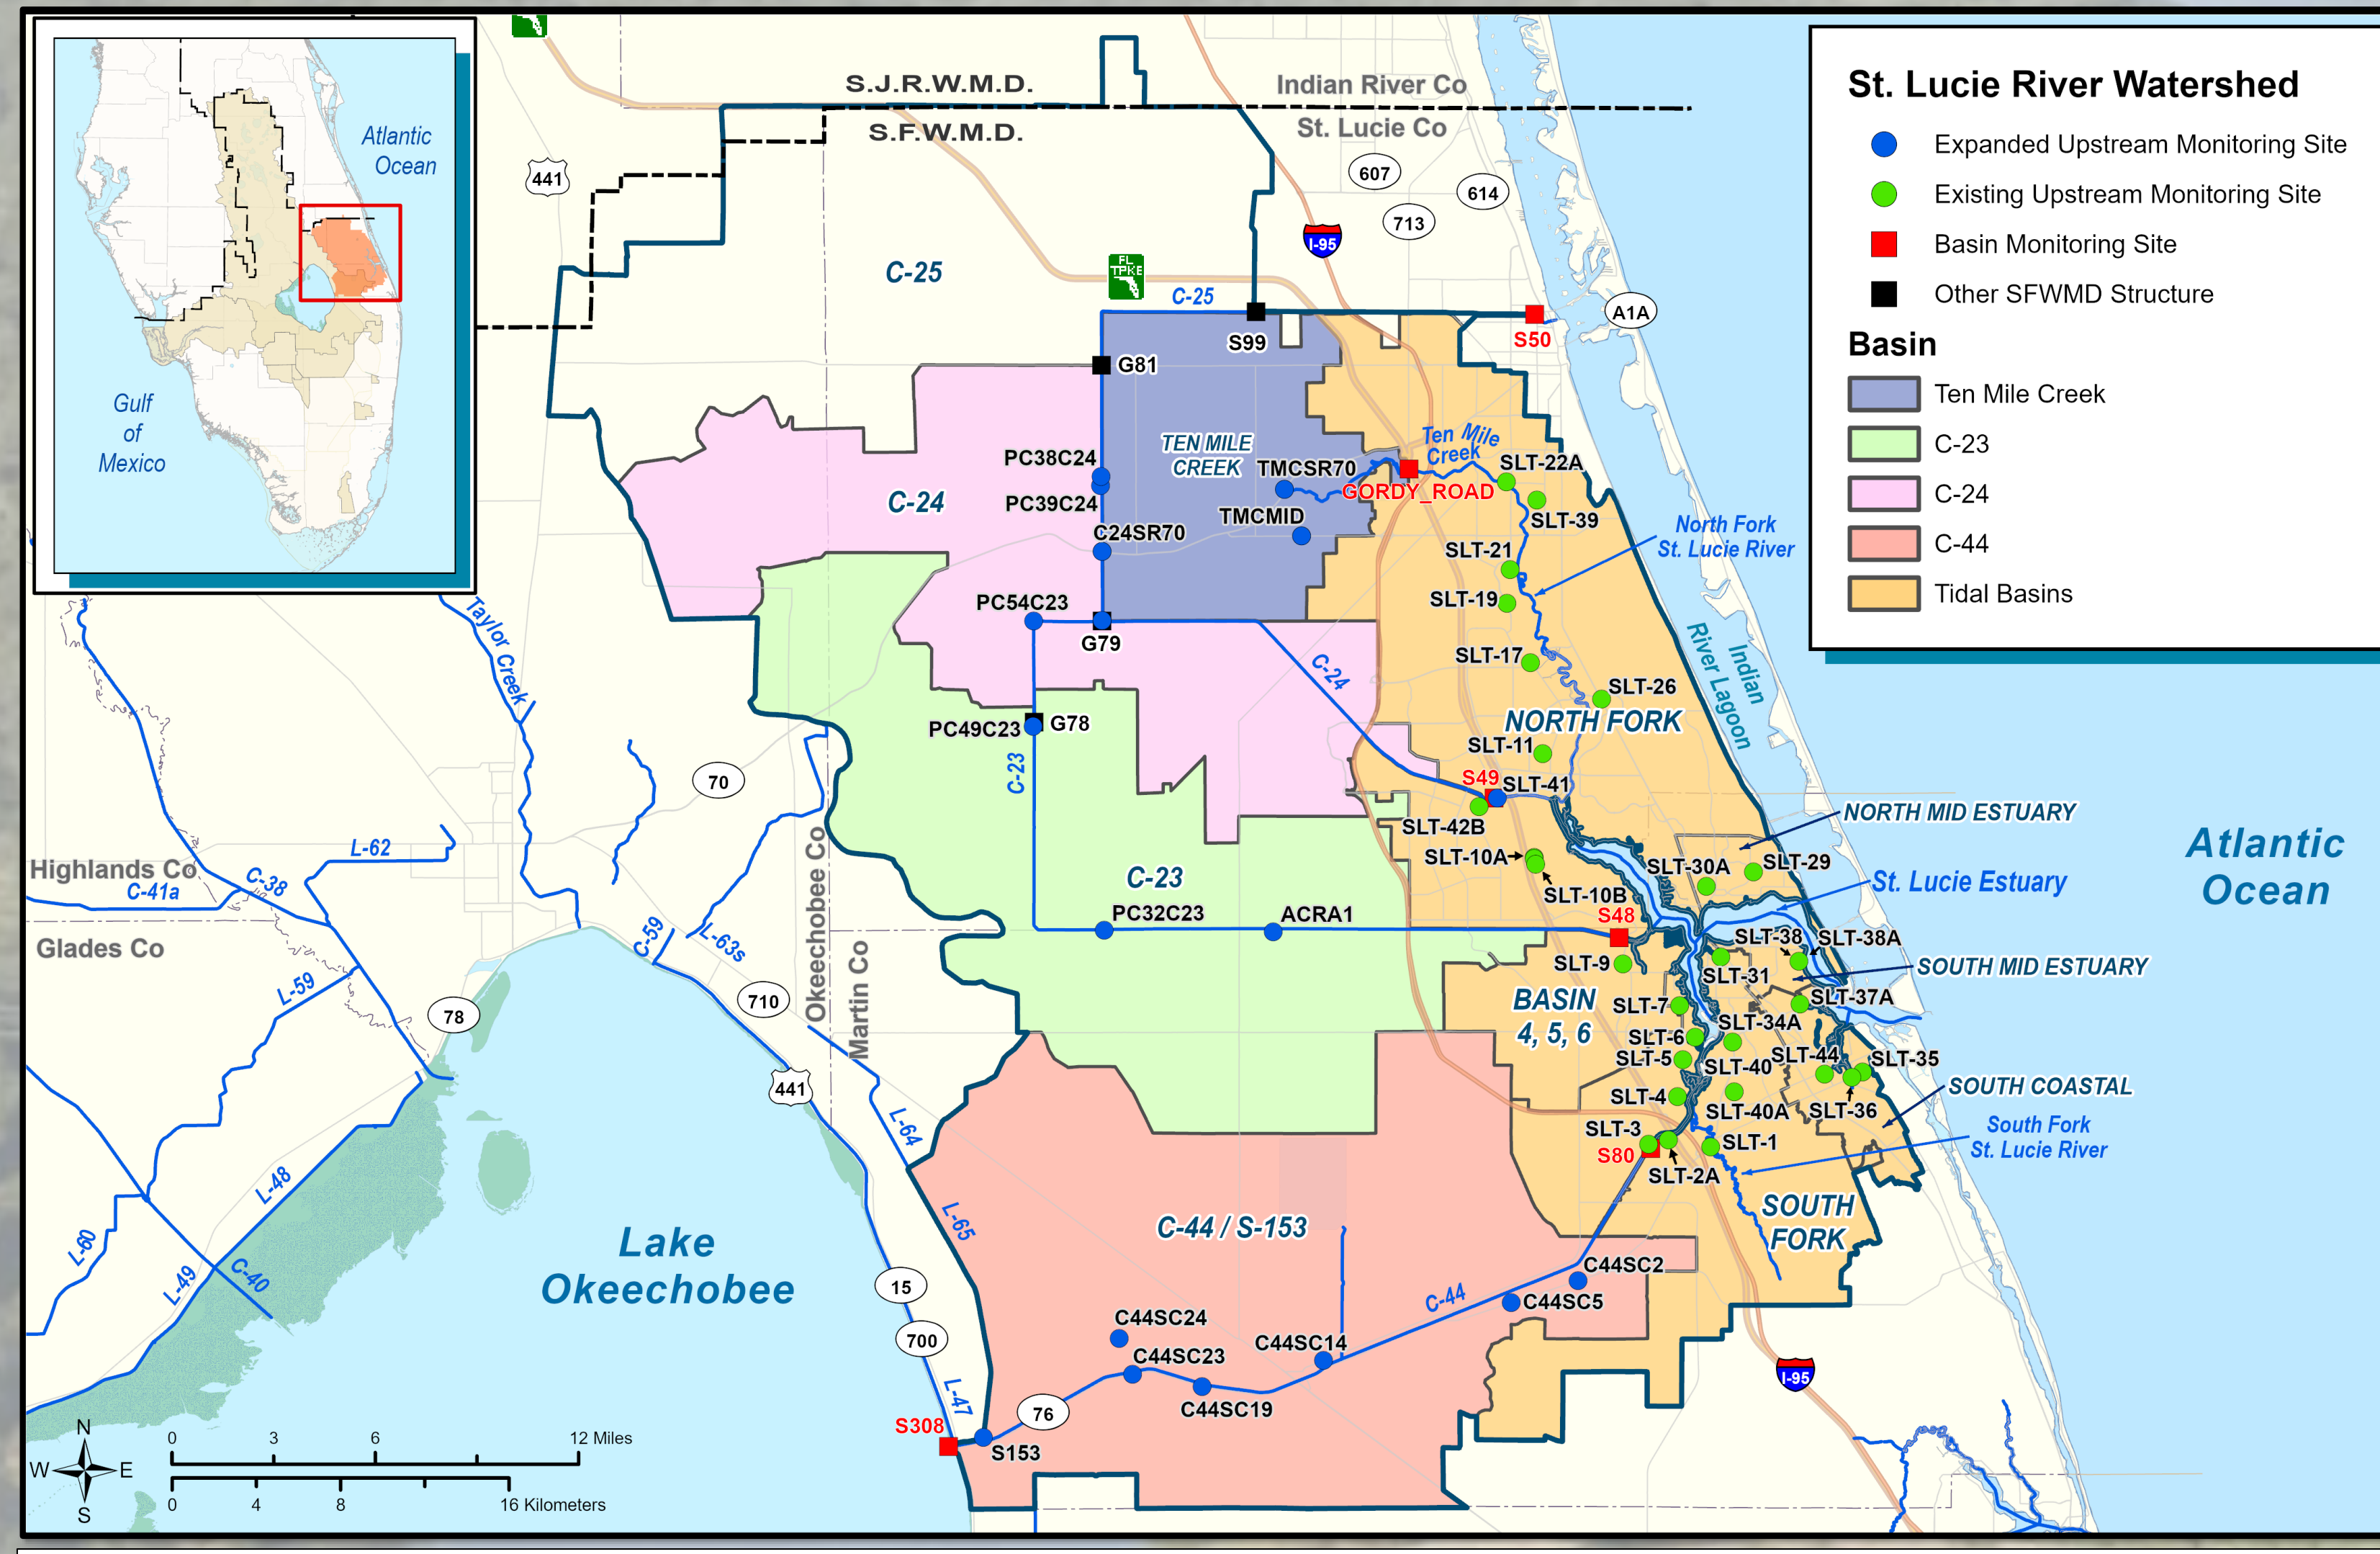 Atlantic
Ocean
Gulf
of
Mexico
St. Lucie River Watershed
Expanded Upstream Monitoring Site
Existing Upstream Monitoring Site
Basin Monitoring Site
Other SFWMD Structure
Basin
Ten Mile Creek
C-23
C-24
C-44
Tidal Basins
S.J.R.W.M.D.
S.F.W.M.D.
Indian River Co
St. Lucie Co
441
607
614
713
I-95
FL
TPKE
A1A
C-25
C-25
S99
S50
G81
C-24
PC38C24
PC39C24
C24SR70
TEN MILE
CREEK
TMCSR70
TMCMID
Ten Mile
Creek
GORDY_ROAD
SLT-22A
SLT-39
SLT-21
SLT-19
SLT-17
SLT-26
North Fork
St. Lucie River
Indian
River Lagoon
NORTH FORK
PC54C23
G79
C-24
PC49C23
G78
C-23
SLT-11
S49
SLT-41
SLT-42B
SLT-10A
SLT-10B
S48
SLT-9
C-23
PC32C23
ACRA1
NORTH MID ESTUARY
SLT-30A
SLT-29
St. Lucie Estuary
Atlantic
Ocean
SLT-38
SLT-38A
SLT-31
SOUTH MID ESTUARY
SLT-37A
BASIN
4, 5, 6
SLT-7
SLT-6
SLT-5
SLT-34A
SLT-40
SLT-44
SLT-35
SLT-4
SLT-40A
SLT-36
SOUTH COASTAL
SLT-3
S80
SLT-2A
SLT-1
South Fork
St. Lucie River
SOUTH
FORK
Taylor Creek
70
Highlands Co
C-41a
C-38
L-62
Glades Co
L-59
78
C-59
L-63s
710
Okeechobee Co
Martin Co
441
L-64
L-65
L-48
L-60
L-49
C-40
Lake
Okeechobee
15
700
L-47
C-44 / S-153
C-44
C44SC2
C44SC5
C44SC24
C44SC23
C44SC14
C44SC19
76
S308
S153
I-95
N
W
E
S
0
3
6
12 Miles
0
4
8
16 Kilometers